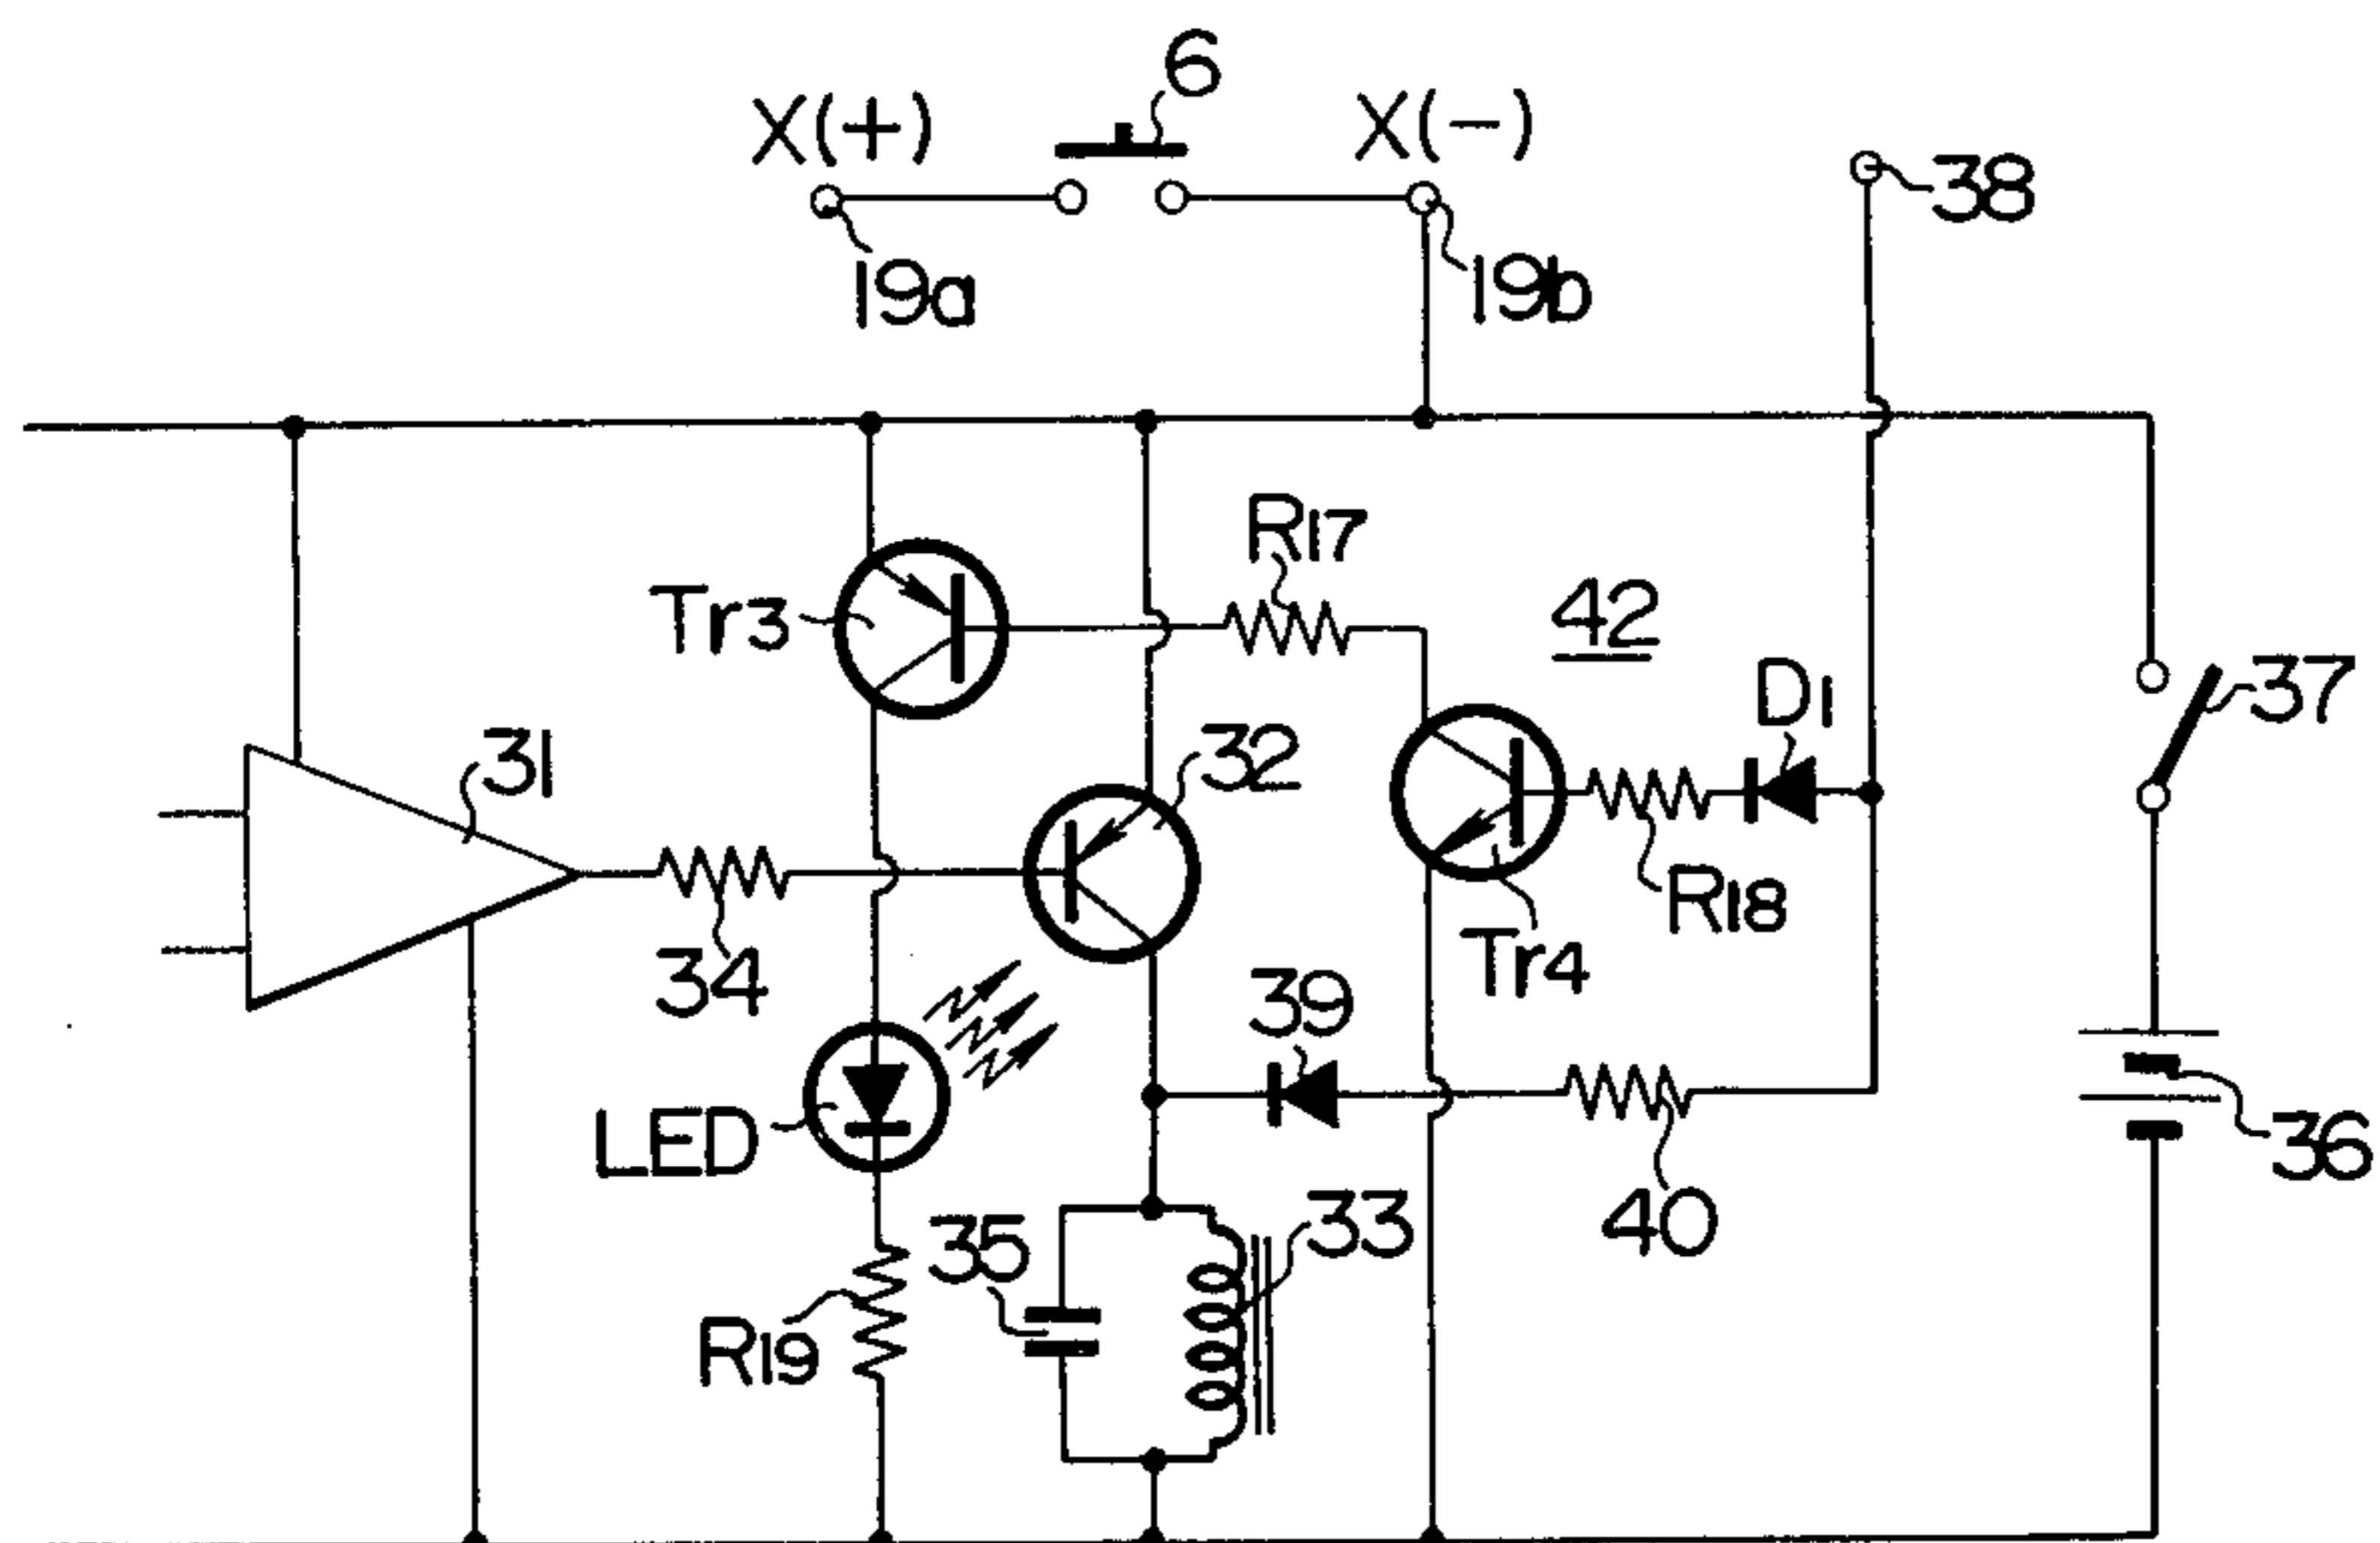 6
X(+)
X(-)
38
19a
19b
R17
Tr3
42
D1
37
31
32
R18
34
Tr4
39
LED
36
35
33
40
R19